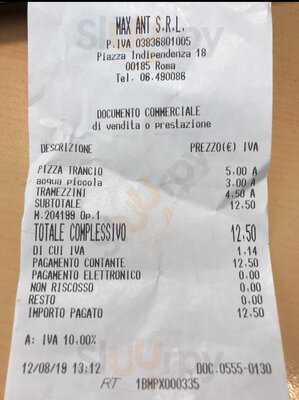 MAX ANT S.R.L.
P.IVA 03836801005
Piazza Indipendenza 18
00185 Roma
Tel. 06.490086
DOCUMENTO COMMERCIALE
di vendita o prestazione
DESCRIZIONE PREZZO(€) IVA
PIZZA TRANCIO 5.00 A
acqua piccola 3.00 A
TRAMEZZINI 4.50 A
SUBTOTALE 12.50
M.204199 Op.1
TOTALE COMPLESSIVO 12.50
DI CUI IVA 1.14
PAGAMENTO CONTANTE 12.50
PAGAMENTO ELETTRONICO 0.00
NON RISCOSSO 0.00
RESTO 0.00
IMPORTO PAGATO 12.50
A: IVA 10.00%
12/08/19 13:12 DOC.0555-0130
RT 1BMPX000335
Sluurpy
Sluurpy